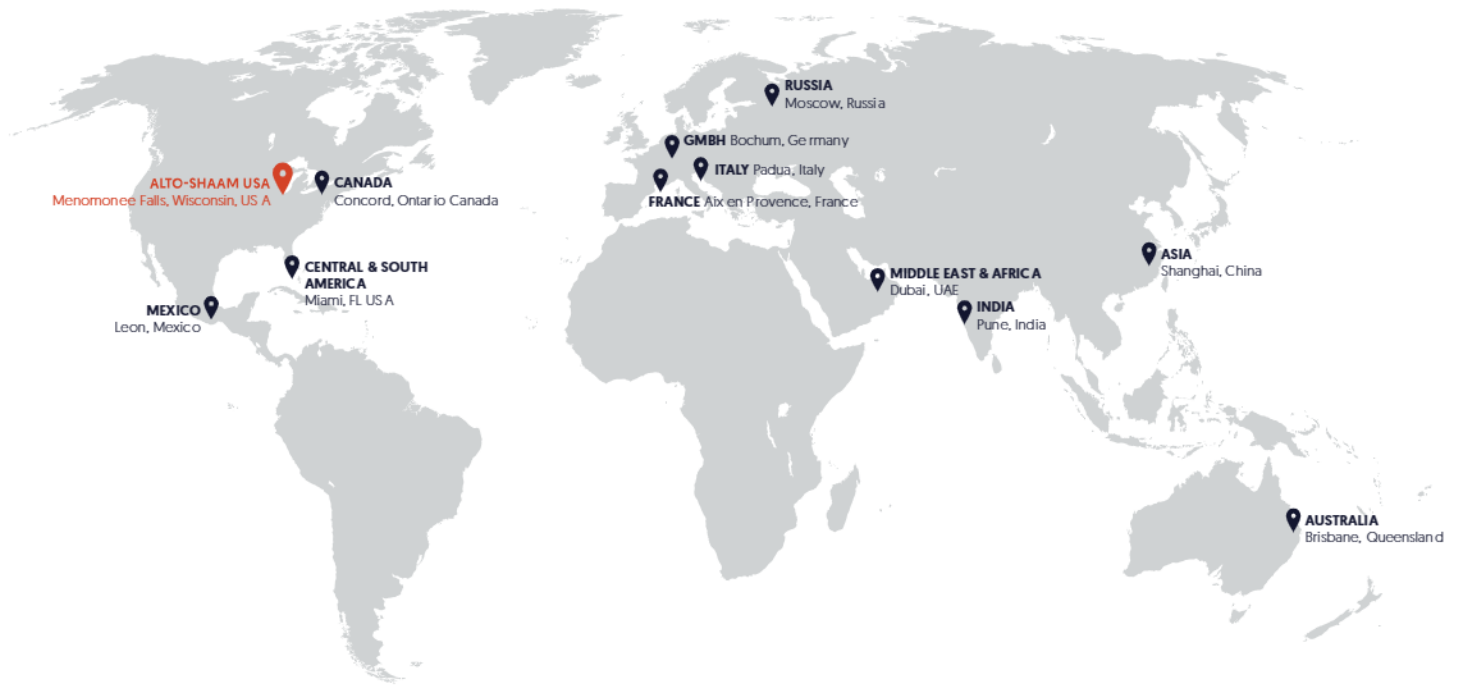 RUSSIA
Moscow, Russia
GMBH Bochum, Germany
ITALY Padua, Italy
FRANCE Aix en Provence, France
ALTO-SHAAM USA
Menomonee Falls, Wisconsin, USA
CANADA
Concord, Ontario Canada
CENTRAL & SOUTH
AMERICA
Miami, FL USA
MEXICO
Leon, Mexico
MIDDLE EAST & AFRICA
Dubai, UAE
INDIA
Pune, India
ASIA
Shanghai, China
AUSTRALIA
Brisbane, Queensland